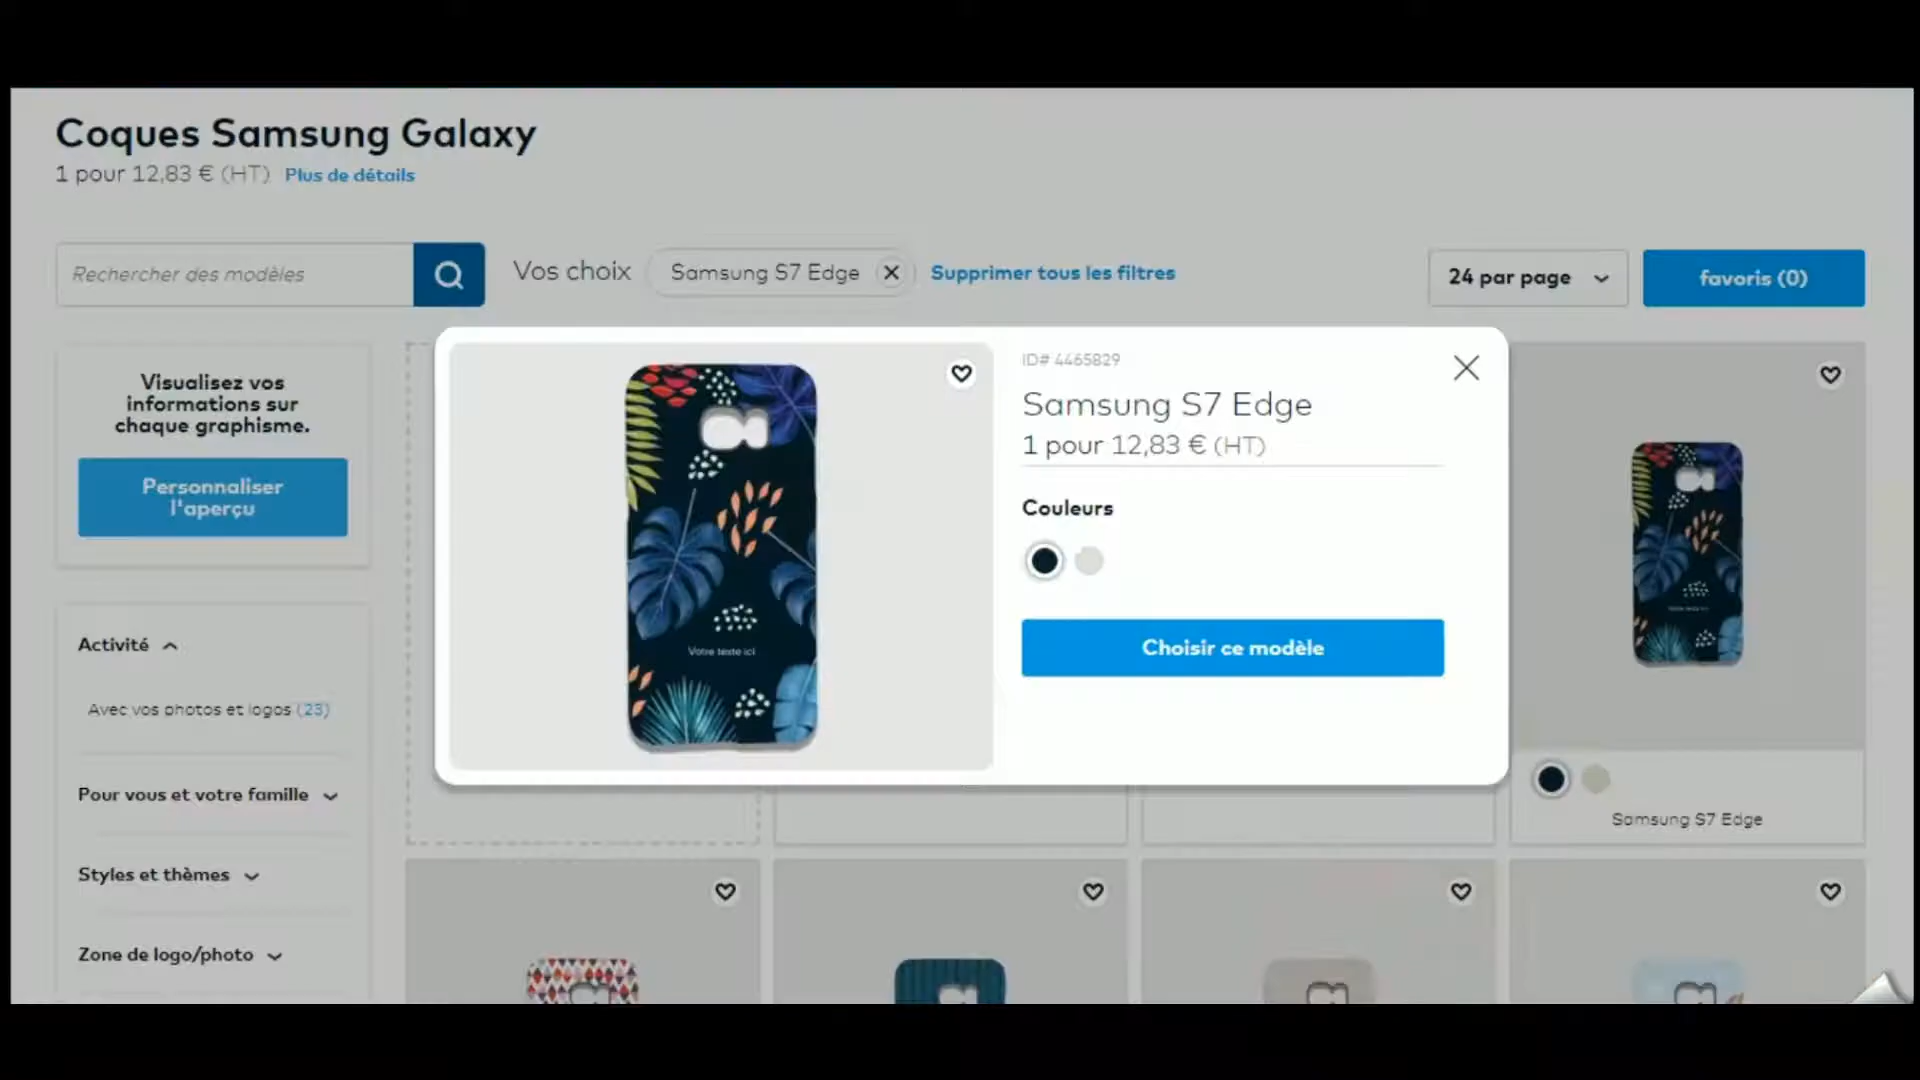 Coques Samsung Galaxy
1 pour 12,83 € (HT) Plus de détails
Rechercher des modèles
Vos choix
Samsung S7 Edge
Supprimer tous les filtres
24 par page
favoris (0)
Visualisez vos
informations sur
chaque graphisme.
Personnaliser
l'aperçu
Activité
Avec vos photos et logos (23)
Pour vous et votre famille
Styles et thèmes
Zone de logo/photo
Votre texte ici
ID# 4465829
Samsung S7 Edge
1 pour 12,83 € (HT)
Couleurs
Choisir ce modèle
Samsung S7 Edge